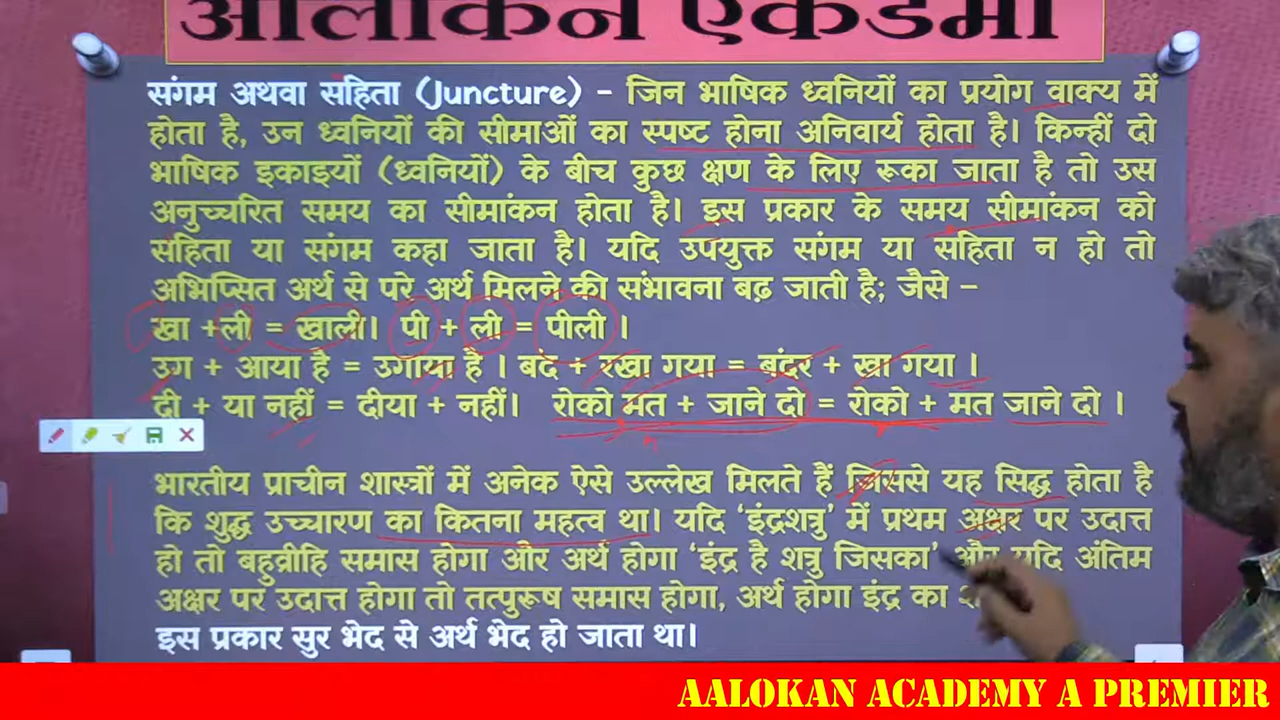 आलोकन एकेडमी
संगम अथवा संहिता (Juncture) - जिन भाषिक ध्वनियों का प्रयोग वाक्य में
होता है, उन ध्वनियों की सीमाओं का स्पष्ट होना अनिवार्य होता है। किन्हीं दो
भाषिक इकाइयों (ध्वनियों) के बीच कुछ क्षण के लिए रूका जाता है तो उस
अनुच्चरित समय का सीमांकन होता है। इस प्रकार के समय सीमांकन को
संहिता या संगम कहा जाता है। यदि उपयुक्त संगम या संहिता न हो तो
अभिप्सित अर्थ से परे अर्थ मिलने की संभावना बढ़ जाती है; जैसे -
खा +ली = खाली। पी + ली = पीली ।
उग + आया है = उगाया है । बंद + रखा गया = बंदर + खा गया ।
दी + या नहीं = दीया + नहीं। रोको मत + जाने दो = रोको + मत जाने दो ।
भारतीय प्राचीन शास्त्रों में अनेक ऐसे उल्लेख मिलते हैं जिससे यह सिद्ध होता है
कि शुद्ध उच्चारण का कितना महत्व था। यदि ‘इंद्रशत्रु’ में प्रथम अक्षर पर उदात्त
हो तो बहुव्रीहि समास होगा और अर्थ होगा ‘इंद्र है शत्रु जिसका’ और यदि अंतिम
अक्षर पर उदात्त होगा तो तत्पुरूष समास होगा, अर्थ होगा इंद्र का
इस प्रकार सुर भेद से अर्थ भेद हो जाता था।
AALOKAN ACADEMY A PREMIER